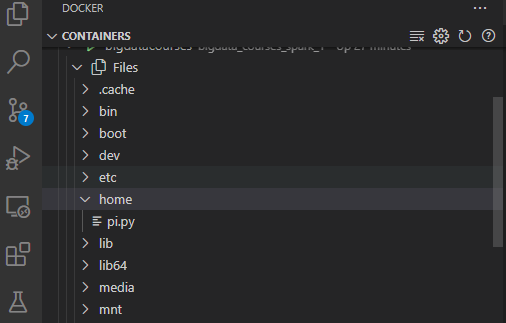 DOCKER
CONTAINERS
bigdatacourses bigdata_courses_spark_1 - Up 21 minutes
Files
.cache
bin
boot
dev
7
etc
home
pi.py
lib
lib64
media
mnt